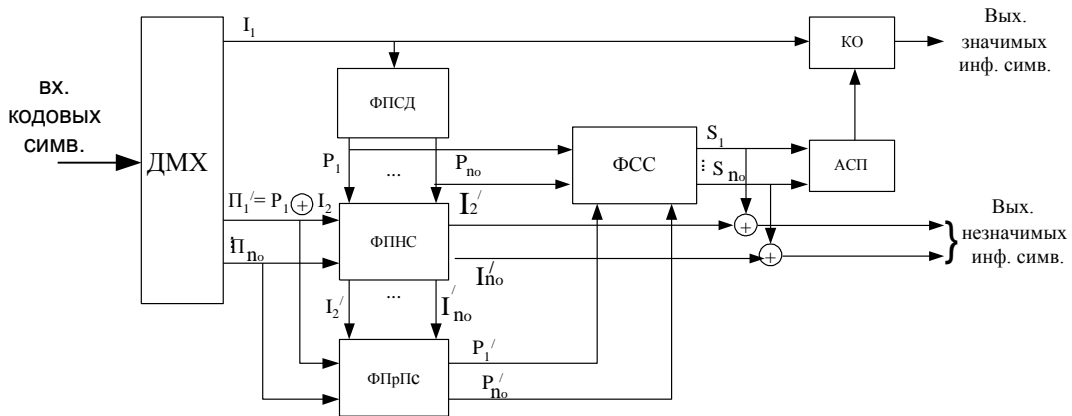 ВХ.
КОДОВЫХ
СИМВ.
ДМХ
I₁
ФПСД
КО
Вых.
значимых
инф. симв.
P₁
...
Pₙₒ
ФСС
S₁
⋮ S ₙₒ
АСП
П₁′= P₁ ⊕ I₂
⋮Пₙₒ
ФПНС
I₂′
Iₙₒ′
+
+
}
Вых.
незначимых
инф. симв.
I₂′
...
Iₙₒ′
ФПрПс
P₁′
Pₙₒ′